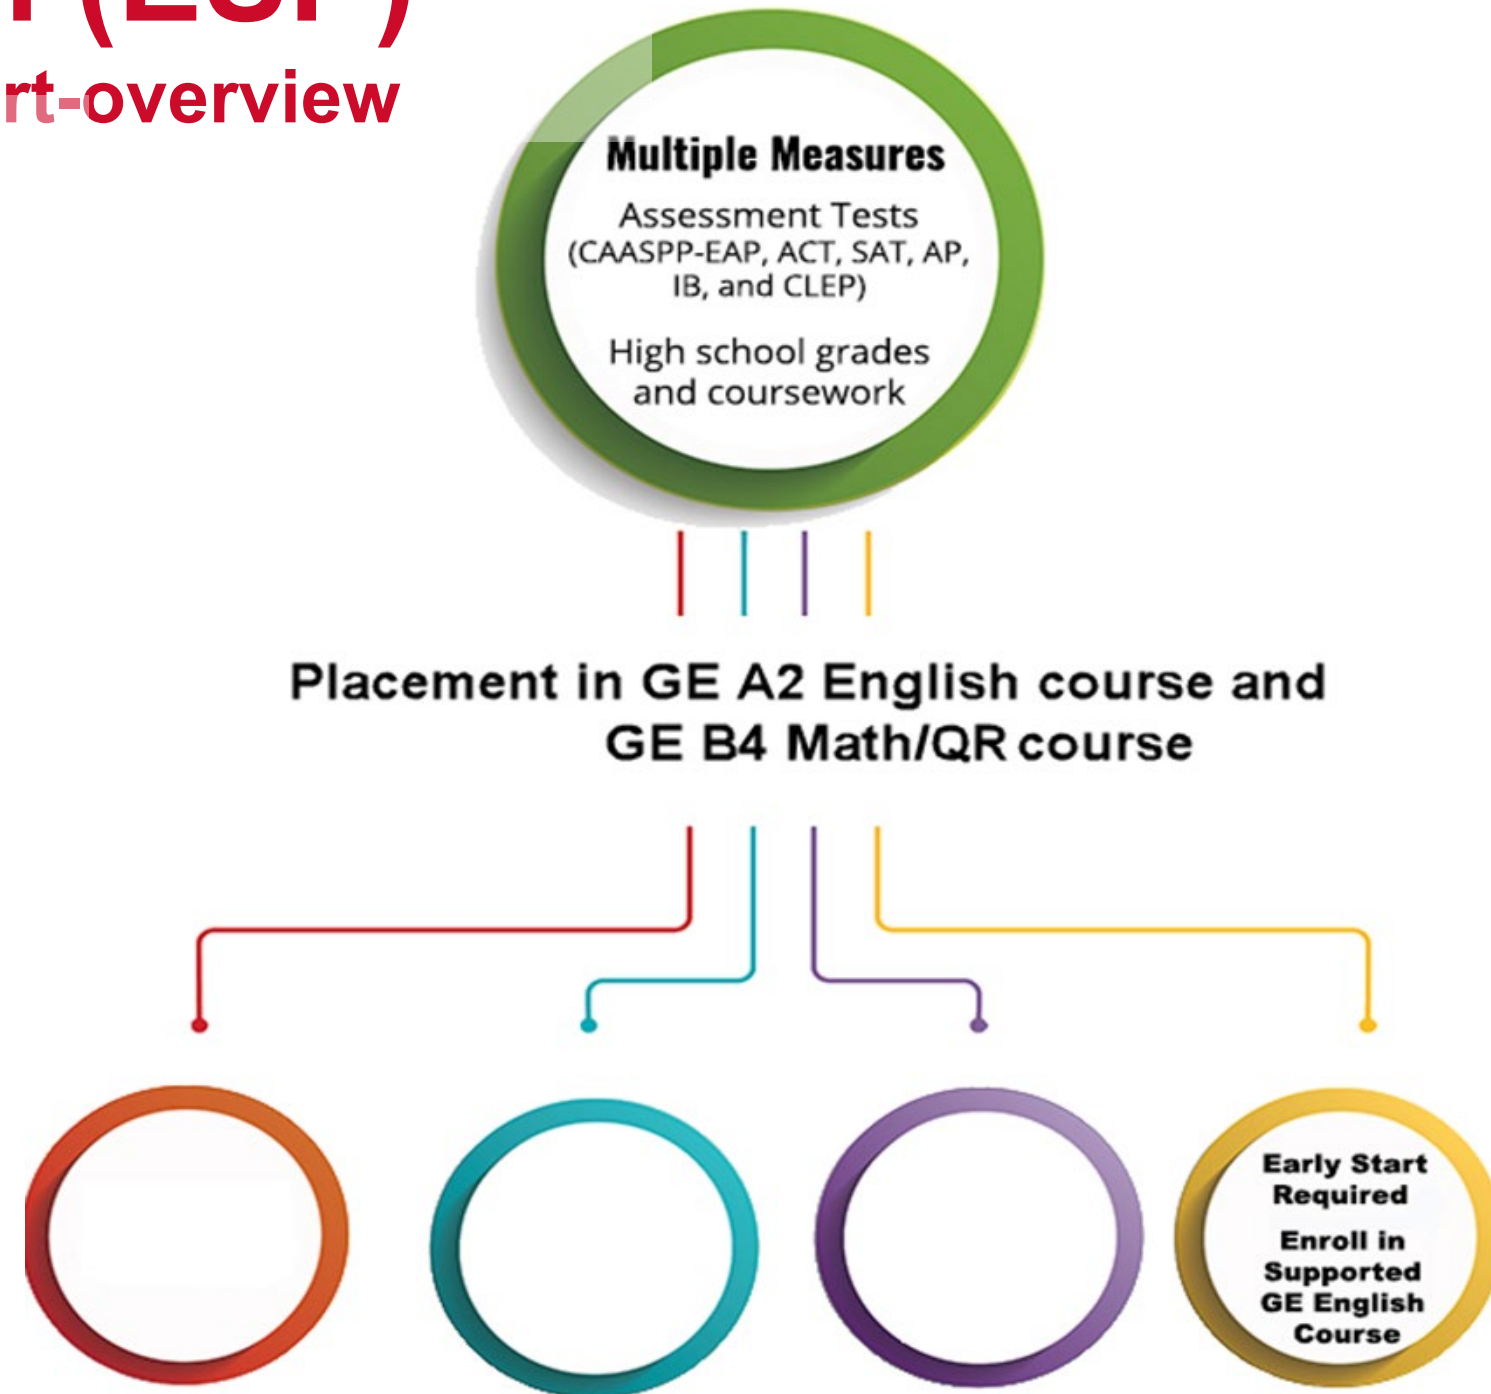 (ESP)
rt-overview
Multiple Measures
Assessment Tests
(CAASPP-EAP, ACT, SAT, AP,
IB, and CLEP)
High school grades
and coursework
Placement in GE A2 English course and
GE B4 Math/QR course
Early Start
Required
Enroll in
Supported
GE English
Course